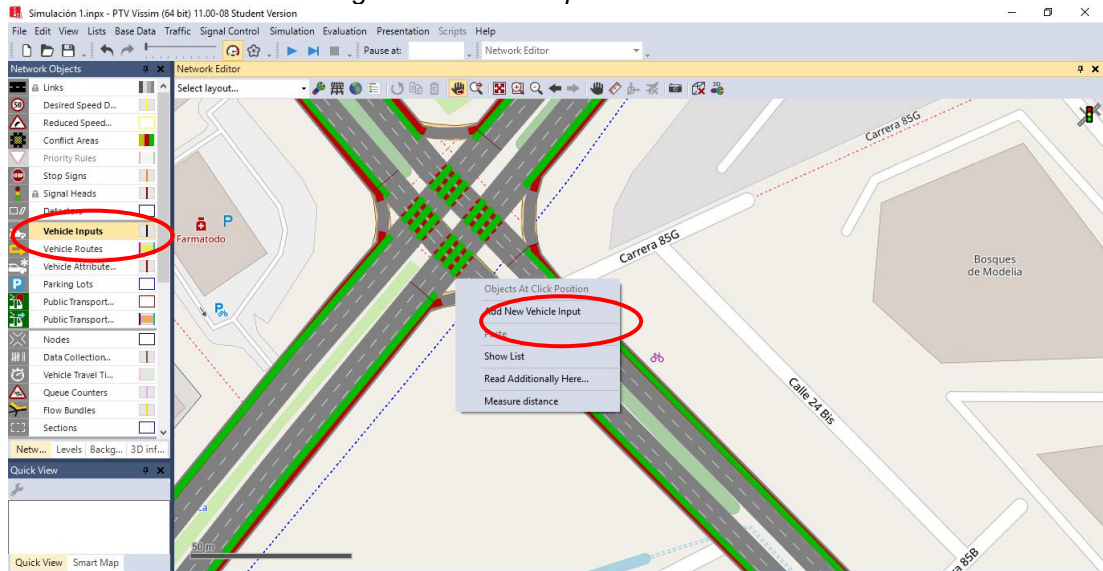 Simulación 1.inpx - PTV Vissim (64 bit) 11.00-08 Student Version
File Edit View Lists Base Data Traffic Signal Control Simulation Evaluation Presentation Scripts Help
Pause at: Network Editor
Network Objects
Links
Desired Speed D...
Reduced Speed...
Conflict Areas
Priority Rules
Stop Signs
Signal Heads
Detectors
Vehicle Inputs
Vehicle Routes
Vehicle Attribute...
Parking Lots
Public Transport...
Public Transport...
Nodes
Data Collection...
Vehicle Travel Ti...
Queue Counters
Flow Bundles
Sections
Netw... Levels Backg... 3D inf...
Quick View
Quick View Smart Map
Network Editor
Select layout...
Carrera 85G
P
Farmatodo
Carrera 85G
Bosques
de Modelia
Objects At Click Position
Add New Vehicle Input
Paste
Show List
Read Additionally Here...
Measure distance
Calle 24 Bis
50 m